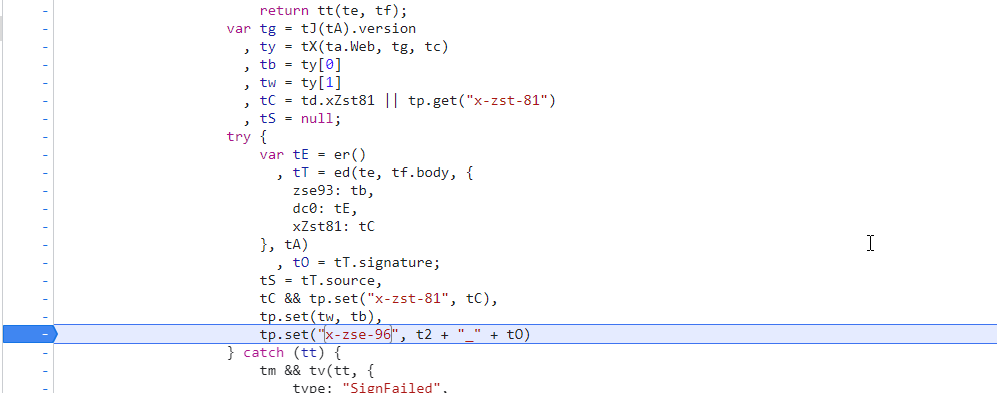 return tt(te, tf);
var tg = tJ(tA).version
, ty = tX(ta.Web, tg, tc)
, tb = ty[0]
, tw = ty[1]
, tC = td.xZst81 || tp.get("x-zst-81")
, tS = null;
try {
var tE = er()
, tT = ed(te, tf.body, {
zse93: tb,
dc0: tE,
xZst81: tC
}, tA)
, tO = tT.signature;
tS = tT.source,
tC && tp.set("x-zst-81", tC),
tp.set(tw, tb),
tp.set("x-zse-96", t2 + "_" + tO)
} catch (tt) {
tm && tv(tt, {
type: "SignFailed",